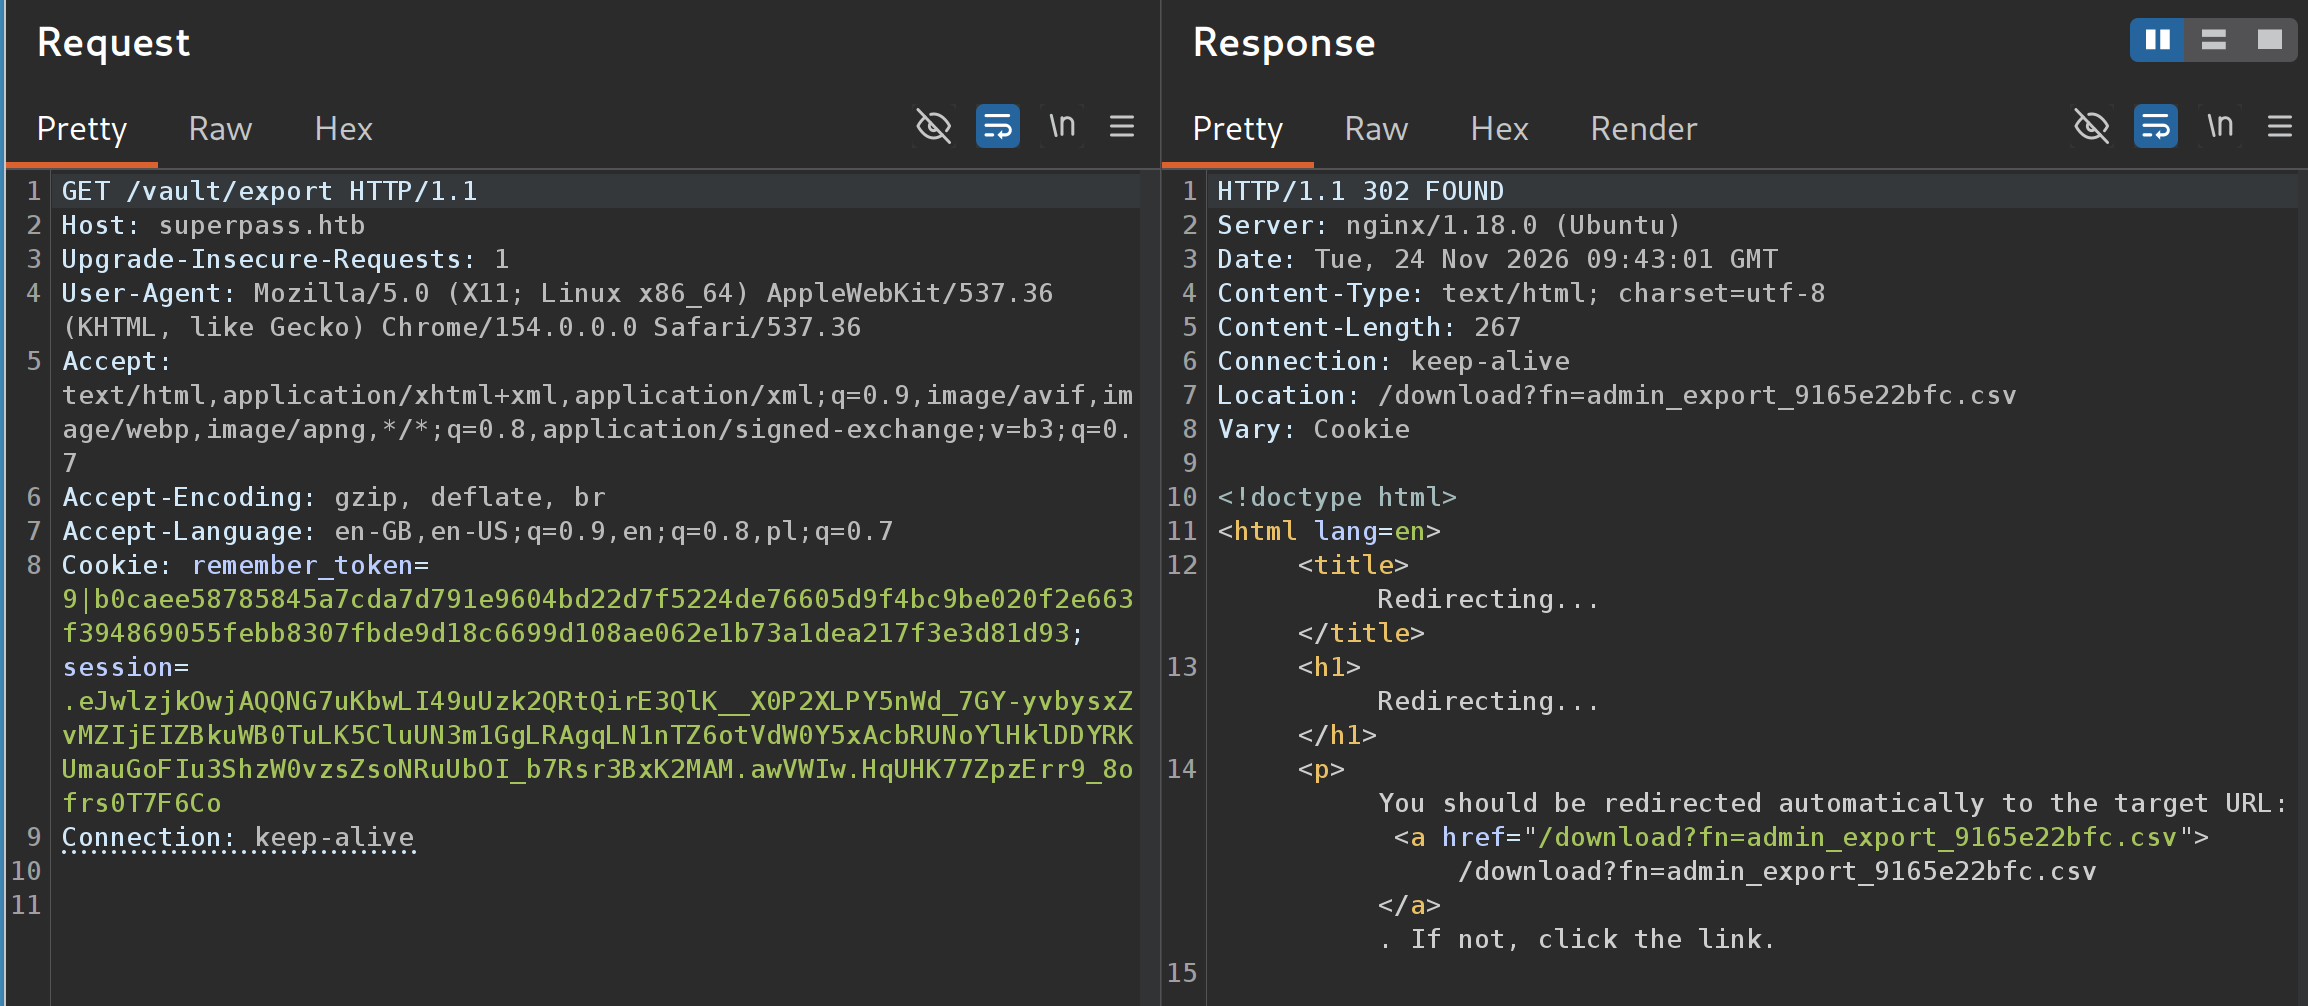 Request
Pretty Raw Hex \n
1 GET /vault/export HTTP/1.1
2 Host: superpass.htb
3 Upgrade-Insecure-Requests: 1
4 User-Agent: Mozilla/5.0 (X11; Linux x86_64) AppleWebKit/537.36
(KHTML, like Gecko) Chrome/154.0.0.0 Safari/537.36
5 Accept:
text/html,application/xhtml+xml,application/xml;q=0.9,image/avif,im
age/webp,image/apng,*/*;q=0.8,application/signed-exchange;v=b3;q=0.
7
6 Accept-Encoding: gzip, deflate, br
7 Accept-Language: en-GB,en-US;q=0.9,en;q=0.8,pl;q=0.7
8 Cookie: remember_token=
9|b0caee58785845a7cda7d791e9604bd22d7f5224de76605d9f4bc9be020f2e663
f394869055febb8307fbde9d18c6699d108ae062e1b73a1dea217f3e3d81d93;
session=
.eJwlzjkOwjAQQNG7uKbwLI49uUzk2QRtQirE3QlK__X0P2XLPY5nWd_7GY-yvbysxZ
vMZIjEIZBkuWB0TuLK5CluUN3m1GgLRAgqLN1nTZ6otVdW0Y5xAcbRUNoYlHklDDYRK
UmauGoFIu3ShzW0vzsZsoNRuUbOI_b7Rsr3BxK2MAM.awVWIw.HqUHK77ZpzErr9_8o
frs0T7F6Co
9 Connection: keep-alive
10
11
Response
Pretty Raw Hex Render \n
1 HTTP/1.1 302 FOUND
2 Server: nginx/1.18.0 (Ubuntu)
3 Date: Tue, 24 Nov 2026 09:43:01 GMT
4 Content-Type: text/html; charset=utf-8
5 Content-Length: 267
6 Connection: keep-alive
7 Location: /download?fn=admin_export_9165e22bfc.csv
8 Vary: Cookie
9
10 <!doctype html>
11 <html lang=en>
12 <title>
Redirecting...
</title>
13 <h1>
Redirecting...
</h1>
14 <p>
You should be redirected automatically to the target URL:
<a href="/download?fn=admin_export_9165e22bfc.csv">
/download?fn=admin_export_9165e22bfc.csv
</a>
. If not, click the link.
15